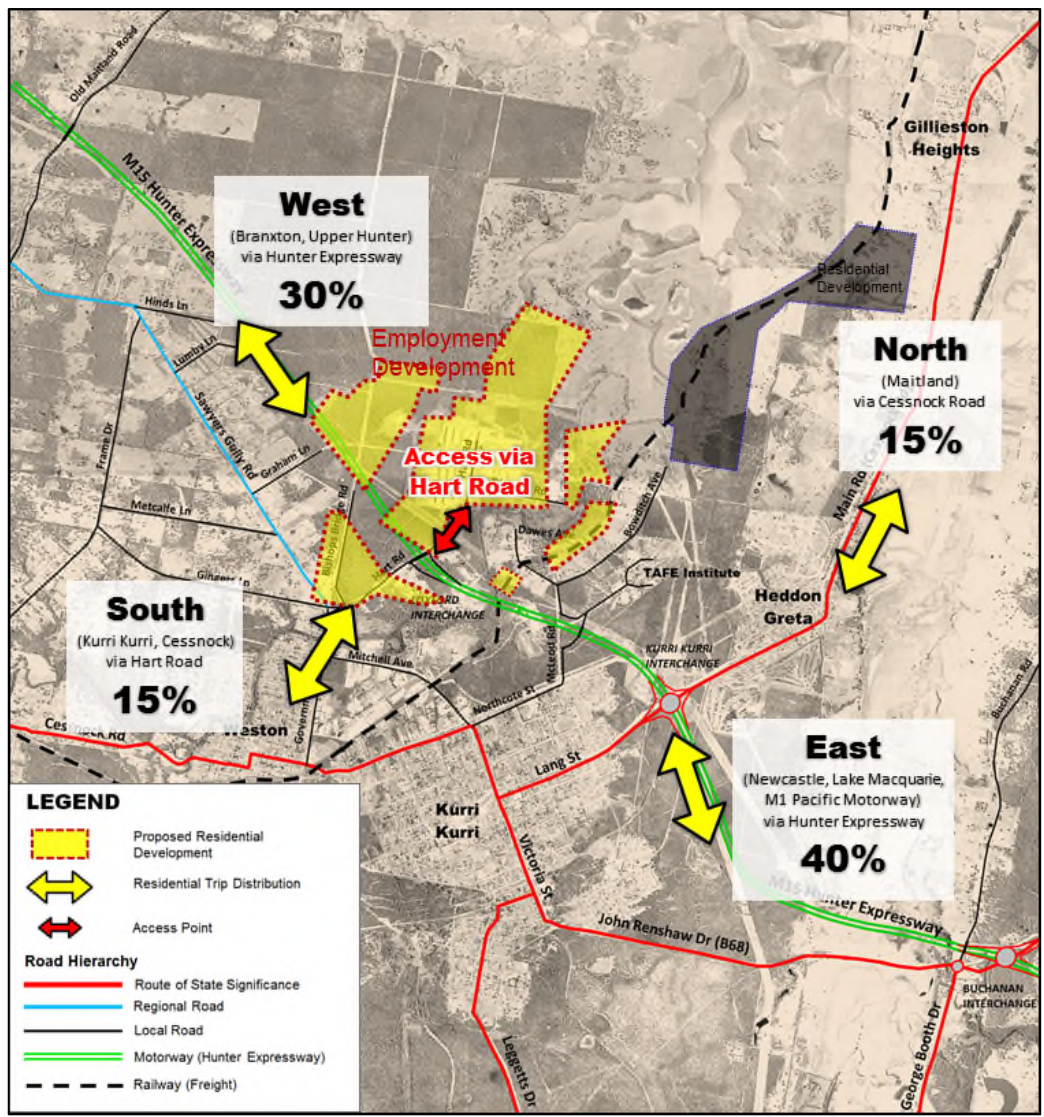 Old Maitland Road
Gillieston
Heights
M15 Hunter Expressway
West
(Branxton, Upper Hunter)
via Hunter Expressway
30%
Residential
Development
Hinds Ln
Lumby Ln
Employment
Development
North
(Maitland)
via Cessnock Road
15%
Sawyers Gully Rd
Frame Dr
Graham Ln
Access via
Hart Road
Main Ro
Metcalfe Ln
Bowditch Ave
Dawes A
Hart Rd
TAFE Institute
South
(Kurri Kurri, Cessnock)
via Hart Road
15%
INTERCHANGE
Heddon
Greta
Mitchell Ave
McLeod Rd
KURRI KURRI
INTERCHANGE
Northcote St
Buchanan Rd
Cessnock Rd
Weston
Govern
Lang St
East
(Newcastle, Lake Macquarie,
M1 Pacific Motorway)
via Hunter Expressway
40%
Kurri
Kurri
Victoria St
M15 Hunter Expressway
John Renshaw Dr (B68)
BUCHANAN
INTERCHANGE
Leggetts Dr
George Booth Dr
LEGEND
Proposed Residential
Development
Residential Trip Distribution
Access Point
Road Hierarchy
Route of State Significance
Regional Road
Local Road
Motorway (Hunter Expressway)
Railway (Freight)